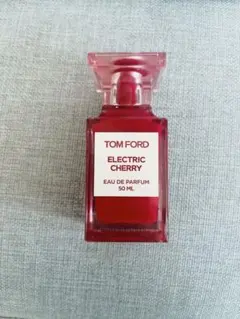 TOM FORD
ELECTRIC
CHERRY
EAU DE PARFUM
50 ML